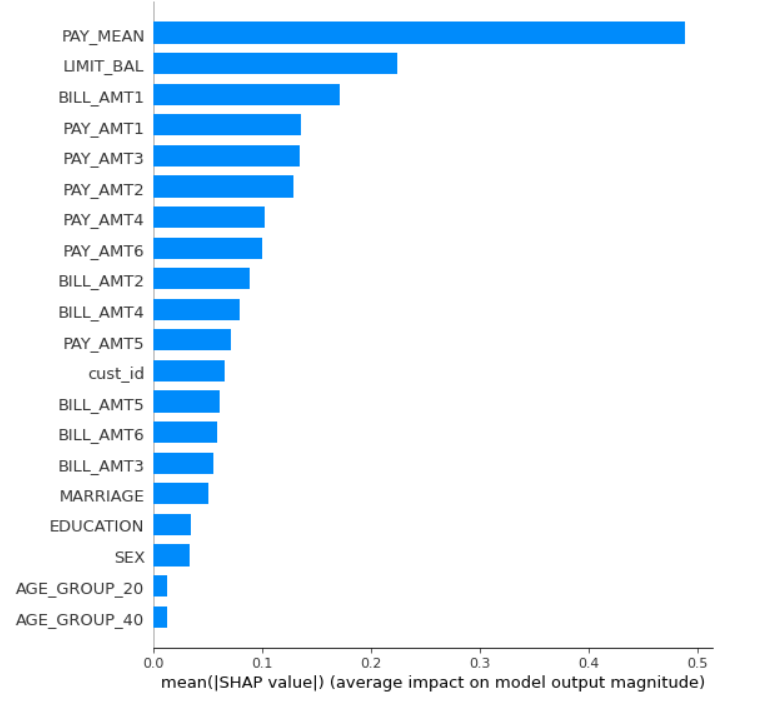 PAY_MEAN
LIMIT_BAL
BILL_AMT1
PAY_AMT1
PAY_AMT3
PAY_AMT2
PAY_AMT4
PAY_AMT6
BILL_AMT2
BILL_AMT4
PAY_AMT5
cust_id
BILL_AMT5
BILL_AMT6
BILL_AMT3
MARRIAGE
EDUCATION
SEX
AGE_GROUP_20
AGE_GROUP_40
0.0 0.1 0.2 0.3 0.4 0.5
mean(|SHAP value|) (average impact on model output magnitude)